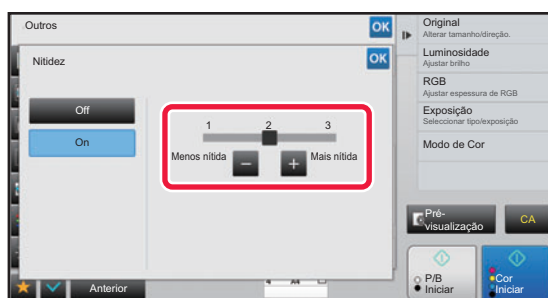 Outros
OK
Nitidez
OK
Off
On
1 2 3
Menos nítida
Mais nítida
Anterior
A4
Original
Alterar tamanho/direção.
Luminosidade
Ajustar brilho
RGB
Ajustar espessura de RGB
Exposição
Seleccionar tipo/exposição
Modo de Cor
Pré-
visualização
CA
P/B
Iniciar
Cor
Iniciar